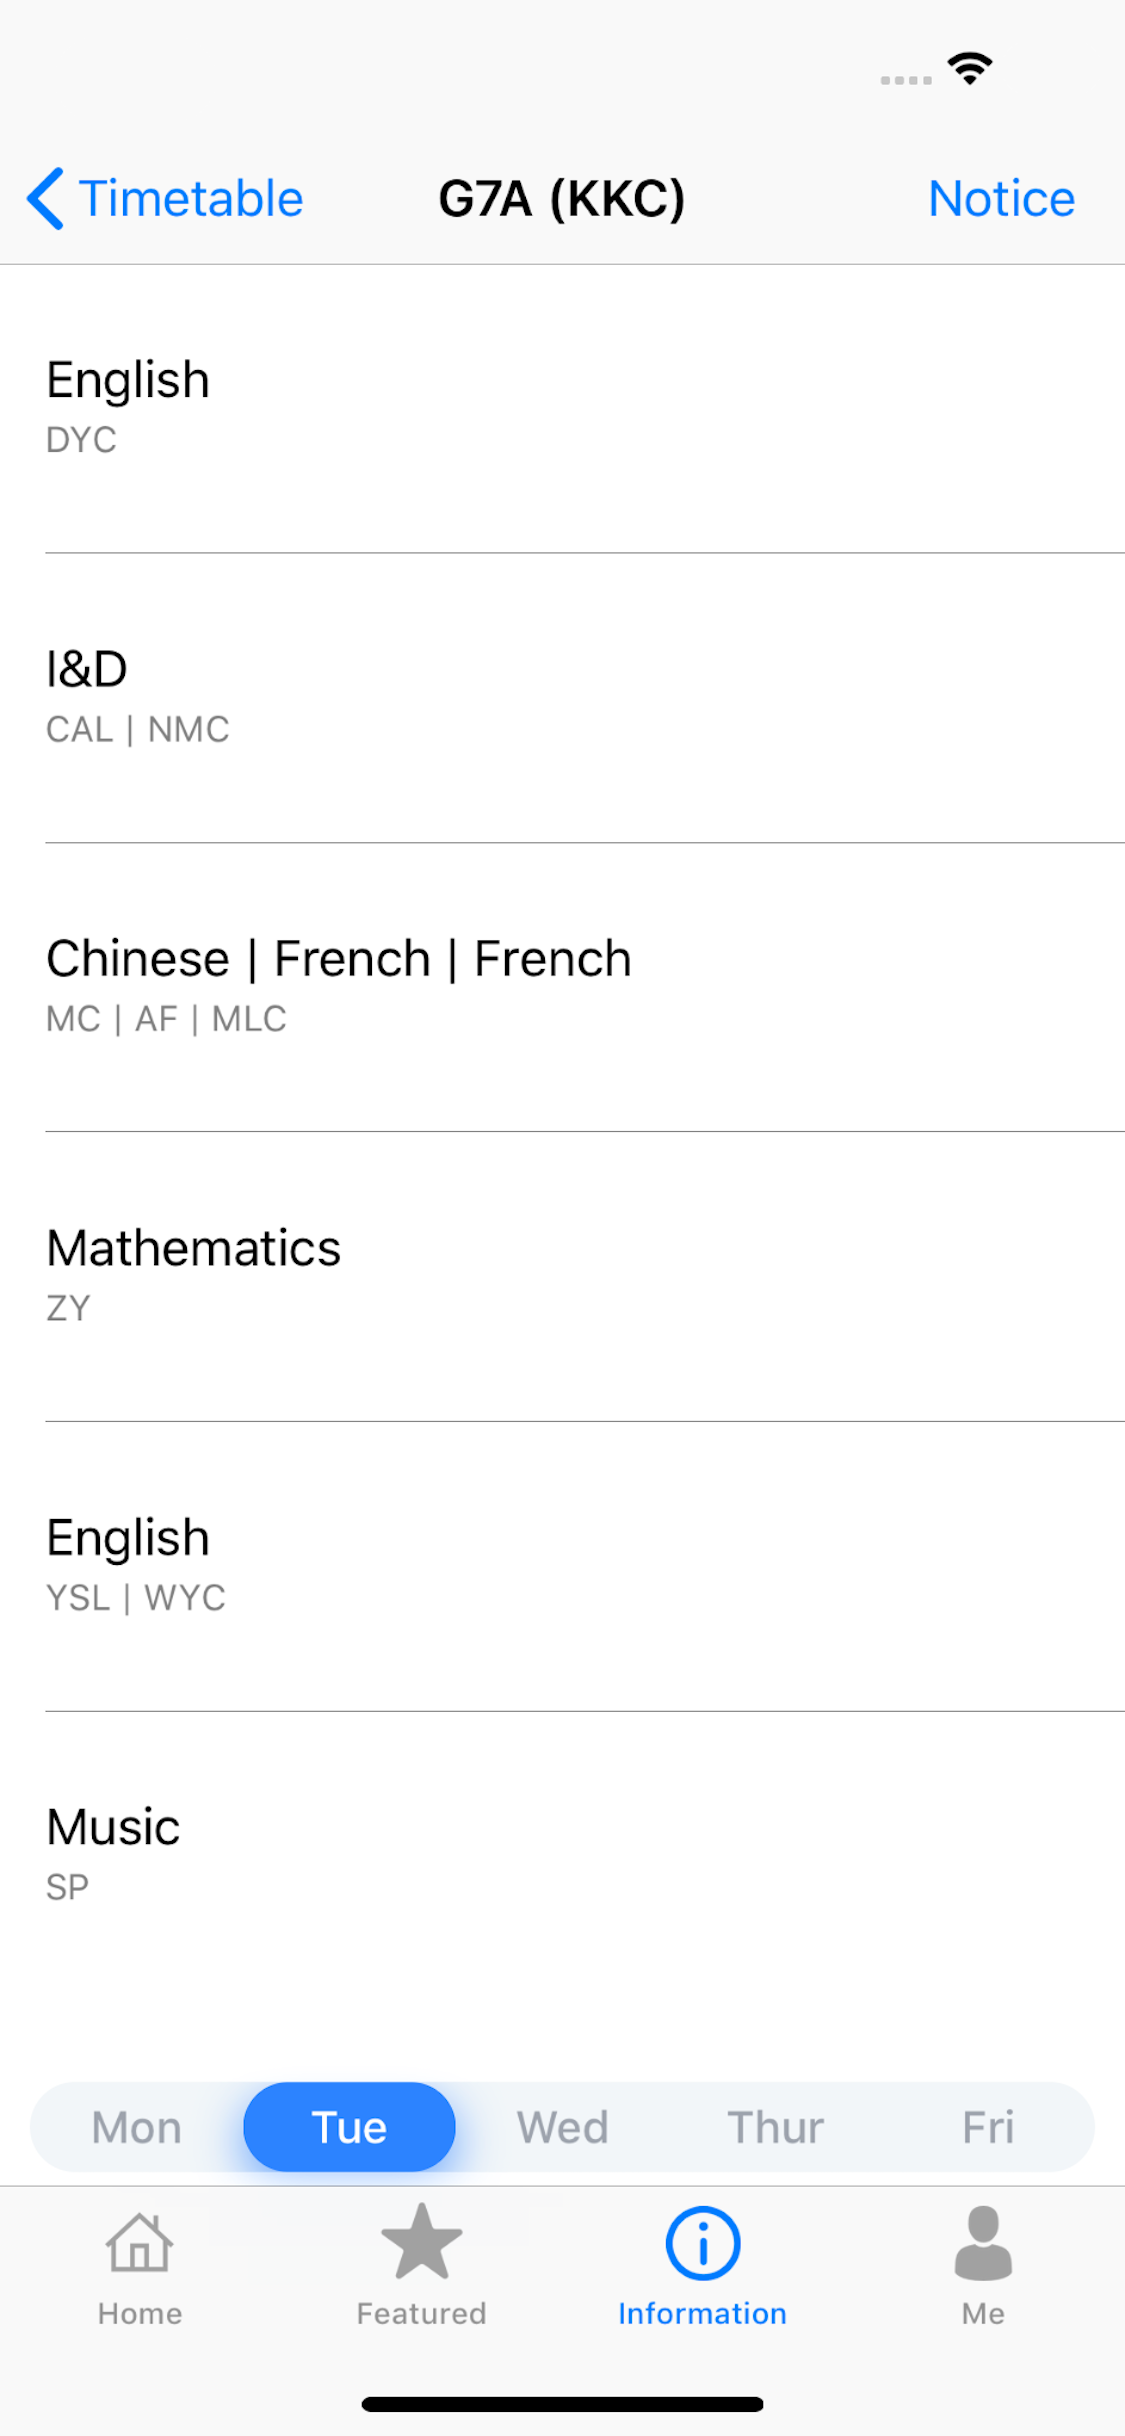 Timetable G7A (KKC) Notice
English
DYC
I&D
CAL | NMC
Chinese | French | French
MC | AF | MLC
Mathematics
ZY
English
YSL | WYC
Music
SP
Mon Tue Wed Thur Fri
Home Featured Information Me